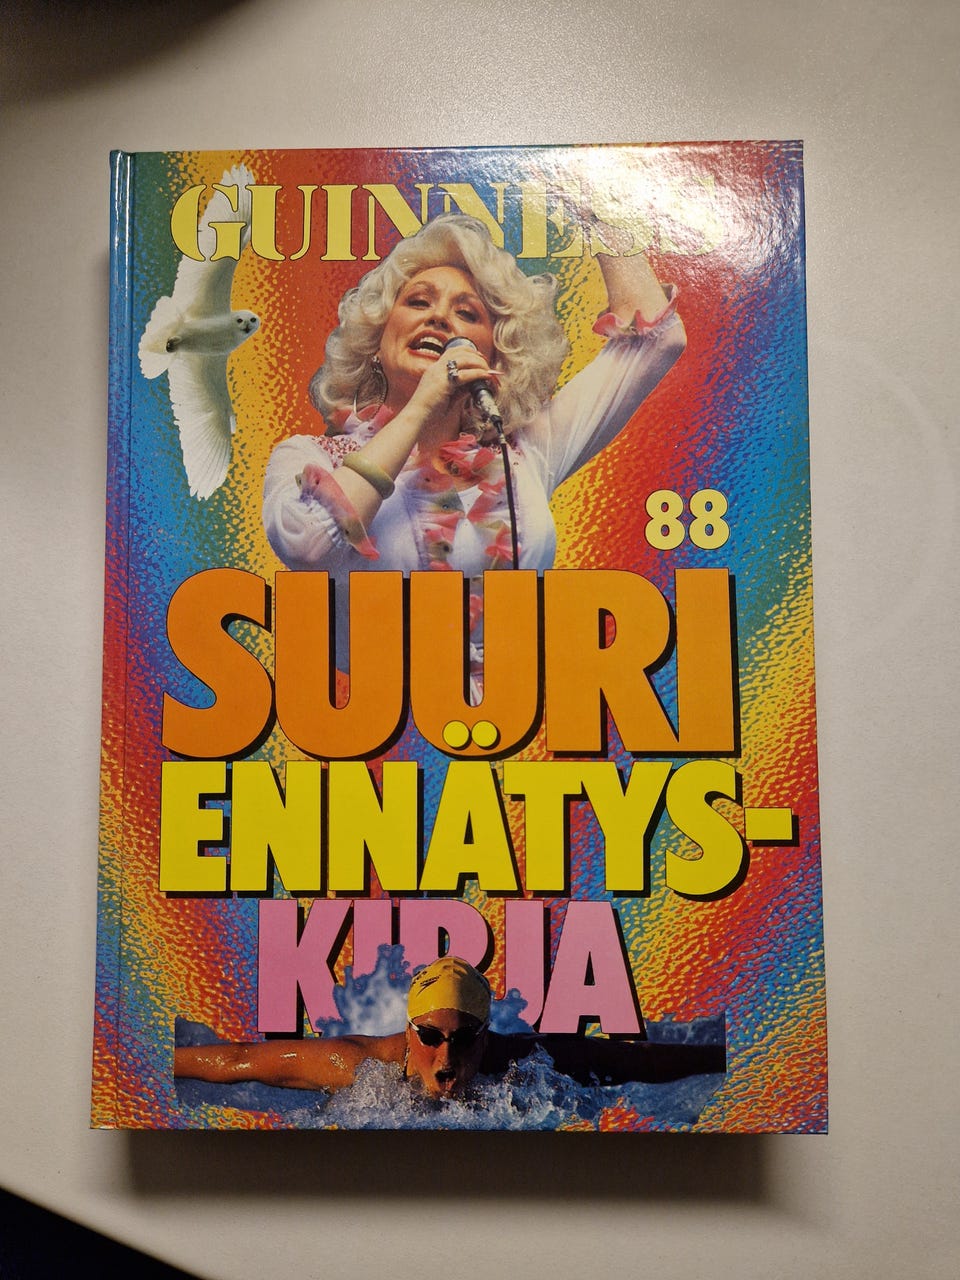 GUINNESS
88
SUURI
ENNÄTYS-
KIRJA